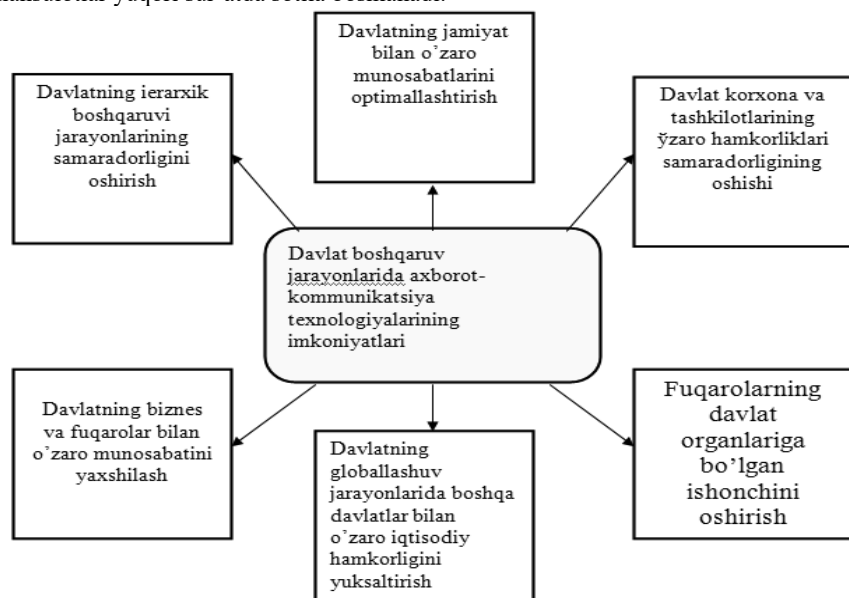 Davlatning jamiyat
bilan o’zaro
munosabatlarini
optimallashtirish
Davlatning ierarxik
boshqaruvi
jarayonlarining
samaradorligini
oshirish
Davlat korxona va
tashkilotlarining
ўzaro hamkorliklari
samaradorligining
oshishi
Davlat boshqaruv
jarayonlarida axborot-
kommunikatsiya
texnologiyalarining
imkoniyatlari
Davlatning biznes
va fuqarolar bilan
o’zaro munosabatini
yaxshilash
Davlatning
globallashuv
jarayonlarida boshqa
davlatlar bilan
o’zaro iqtisodiy
hamkorligini
yuksaltirish
Fuqarolarning
davlat
organlariga
bo’lgan
ishonchini
oshirish